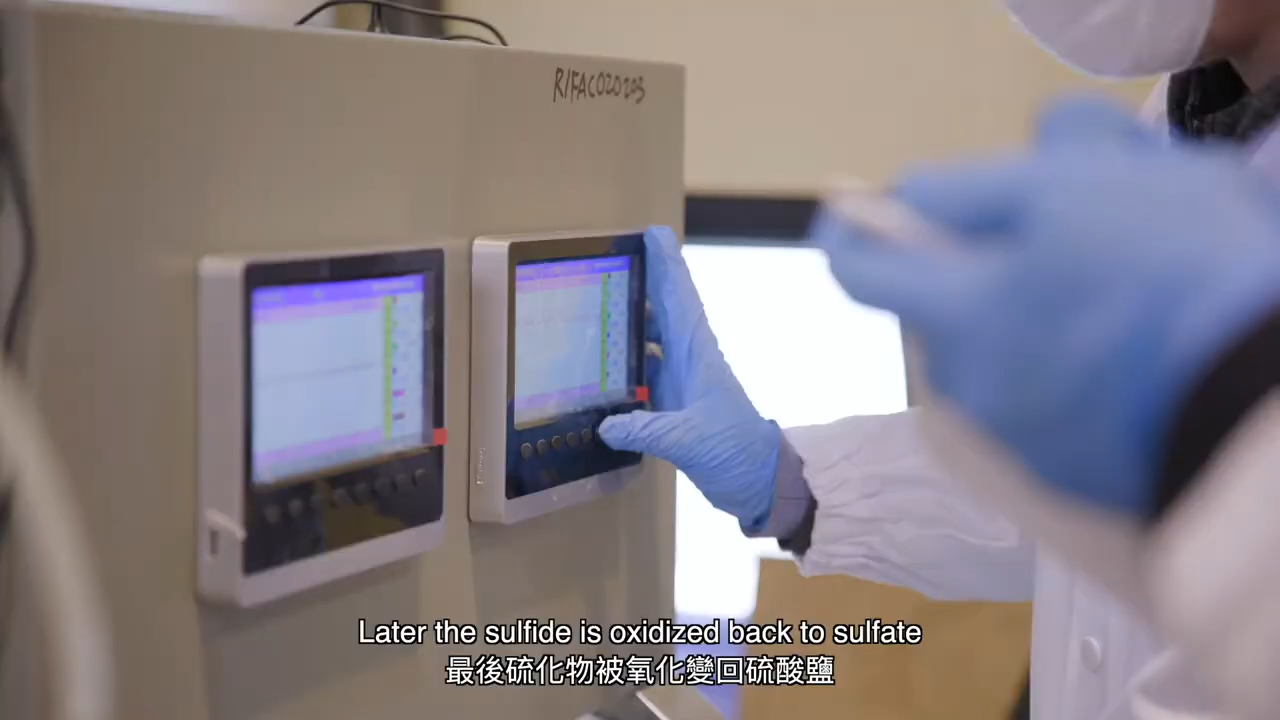 R/FAC020203
Later the sulfide is oxidized back to sulfate
最後硫化物被氧化變回硫酸鹽